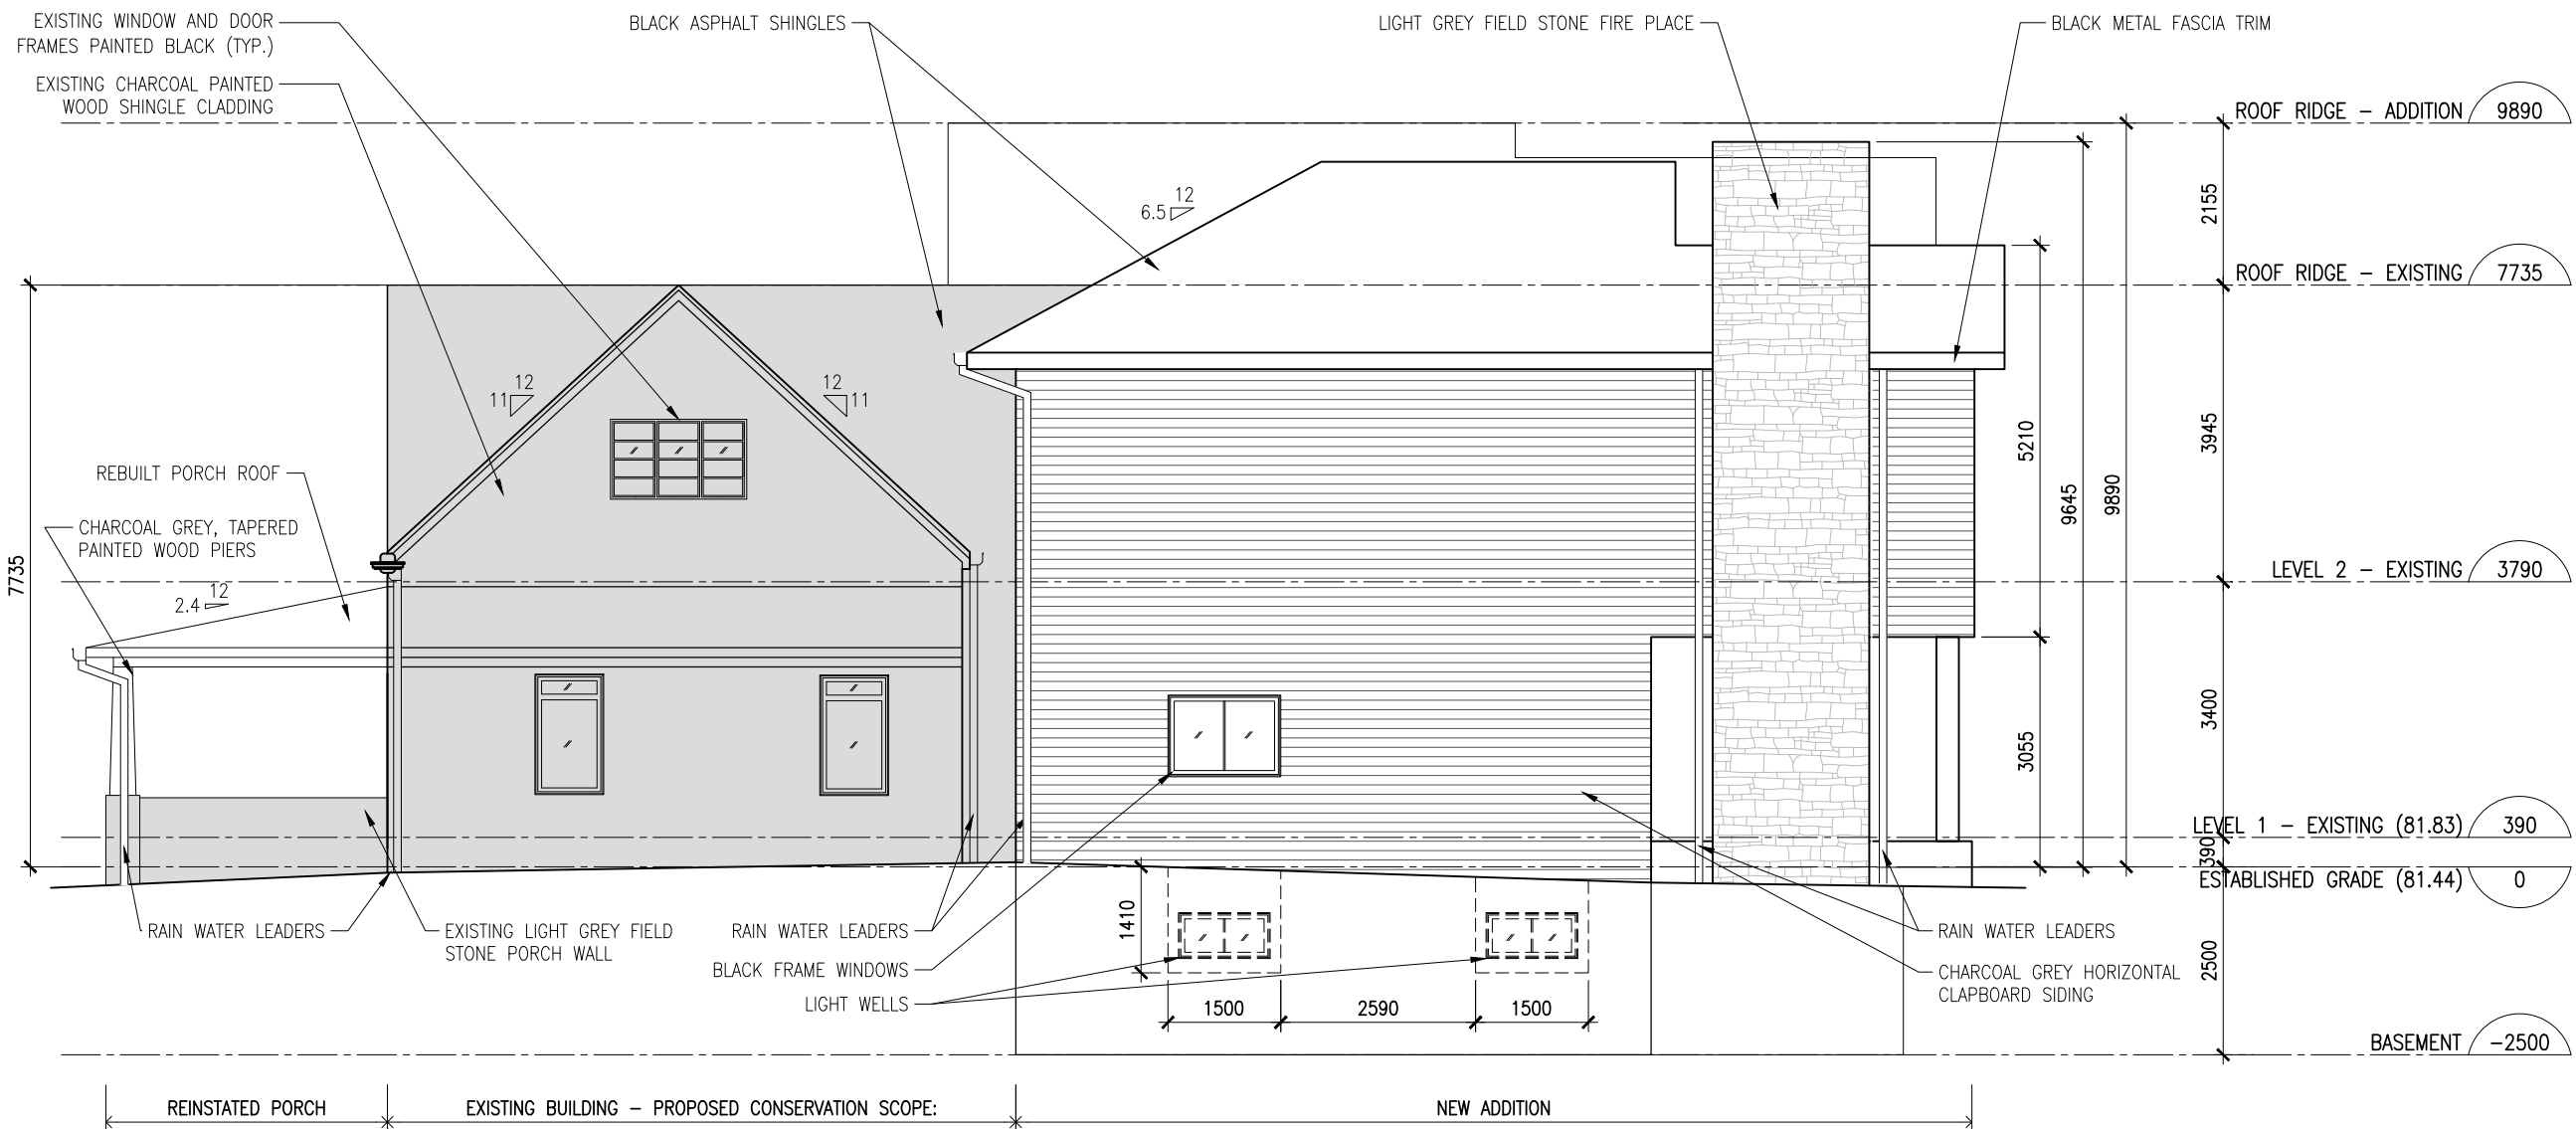 EXISTING WINDOW AND DOOR
FRAMES PAINTED BLACK (TYP.)
BLACK ASPHALT SHINGLES
LIGHT GREY FIELD STONE FIRE PLACE
BLACK METAL FASCIA TRIM
EXISTING CHARCOAL PAINTED
WOOD SHINGLE CLADDING
ROOF RIDGE - ADDITION 9890
12
6.5
2155
ROOF RIDGE - EXISTING 7735
12
11
12
11
5210
3945
9645
9890
REBUILT PORCH ROOF
CHARCOAL GREY, TAPERED
PAINTED WOOD PIERS
7735
12
2.4
LEVEL 2 - EXISTING 3790
3400
3055
LEVEL 1 - EXISTING (81.83) 390
390
ESTABLISHED GRADE (81.44) 0
RAIN WATER LEADERS
EXISTING LIGHT GREY FIELD
STONE PORCH WALL
RAIN WATER LEADERS
BLACK FRAME WINDOWS
LIGHT WELLS
1410
1500
2590
1500
RAIN WATER LEADERS
CHARCOAL GREY HORIZONTAL
CLAPBOARD SIDING
2500
BASEMENT -2500
REINSTATED PORCH
EXISTING BUILDING - PROPOSED CONSERVATION SCOPE:
NEW ADDITION